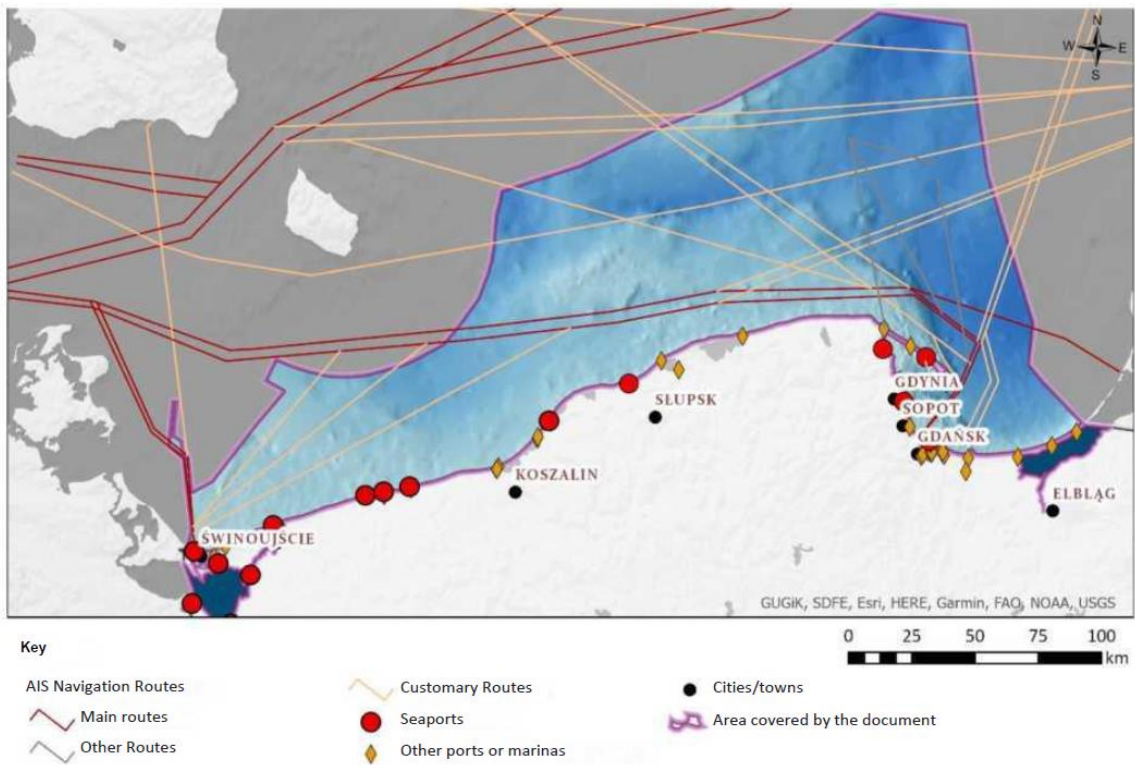 N
W E
S
SŁUPSK
GDYNIA
SOPOT
GDAŃSK
KOSZALIN
ELBLĄG
ŚWINOUJŚCIE
GUGiK, SDFE, Esri, HERE, Garmin, FAO, NOAA, USGS
0 25 50 75 100
km
Key
AIS Navigation Routes
Main routes
Other Routes
Customary Routes
Seaports
Other ports or marinas
Cities/towns
Area covered by the document